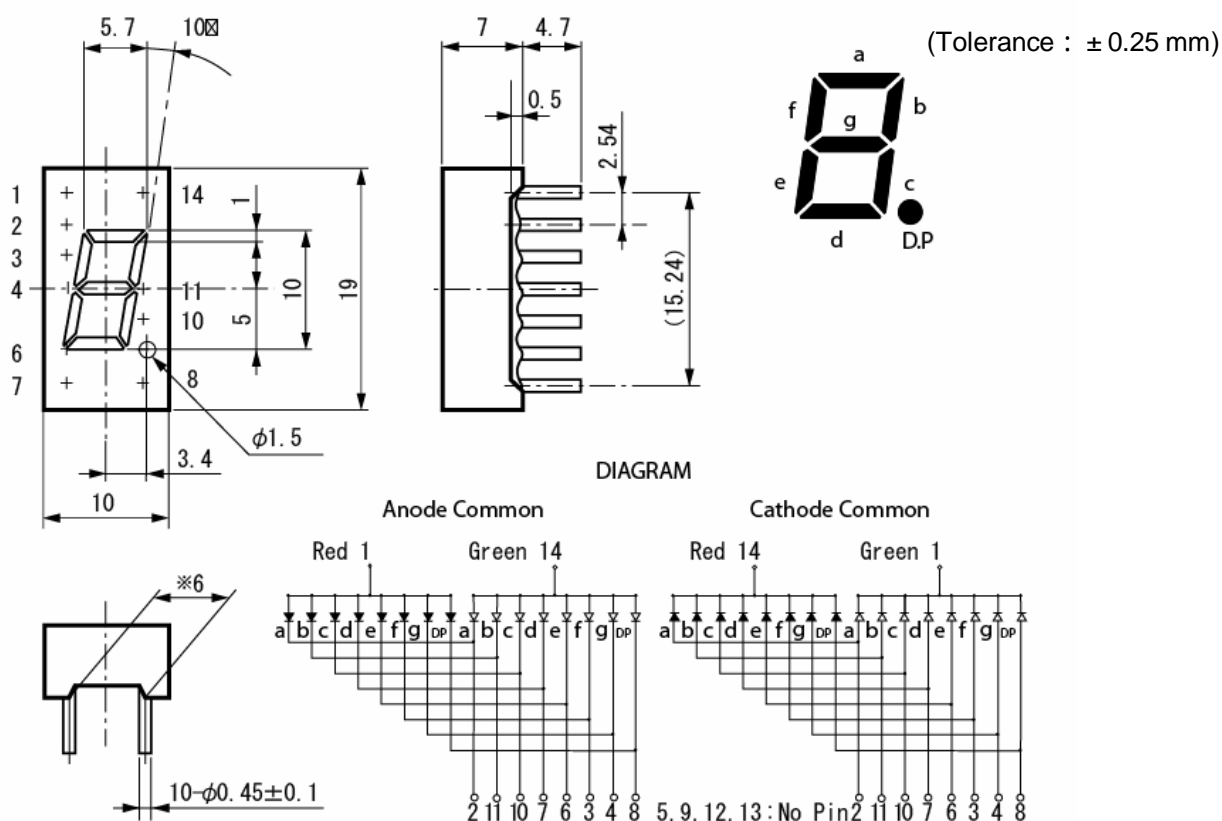 5.7
10
7
4.7
(Tolerance : ± 0.25 mm)
a
f
b
g
e
c
d
D.P
0.5
2.54
(15.24)
1
2
3
4
6
7
14
11
10
8
1
10
5
19
φ1.5
3.4
10
DIAGRAM
Anode Common
Cathode Common
Red 1
Green 14
Red 14
Green 1
※6
a b c d e f g DP a b c d e f g DP
a b c d e f g DP a b c d e f g DP
10-φ0.45±0.1
2 11 10 7 6 3 4 8
5, 9, 12, 13:No Pin
2 11 10 7 6 3 4 8